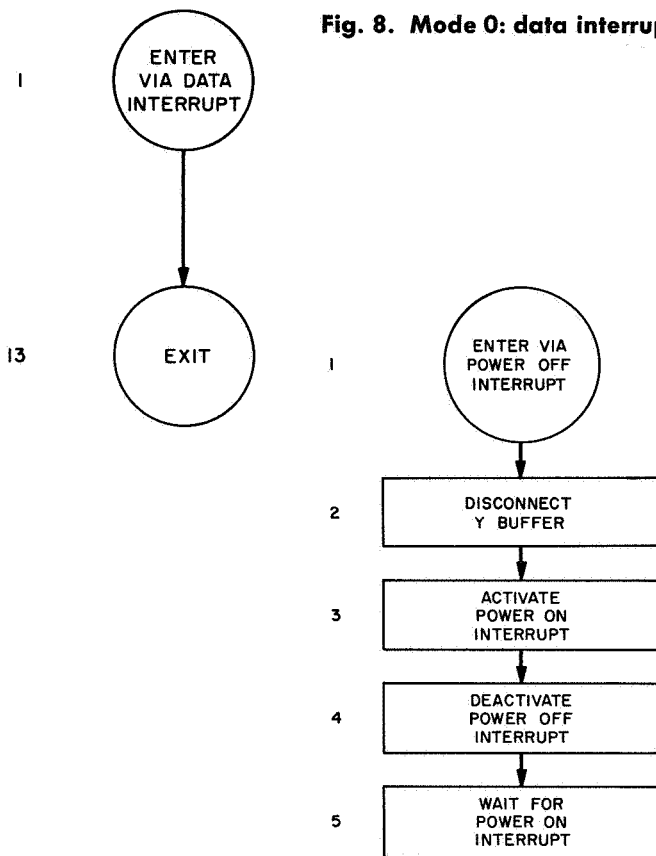 Fig. 8. Mode 0: data interrup
1
ENTER
VIA DATA
INTERRUPT
13
EXIT
1
ENTER VIA
POWER OFF
INTERRUPT
2
DISCONNECT
Y BUFFER
3
ACTIVATE
POWER ON
INTERRUPT
4
DEACTIVATE
POWER OFF
INTERRUPT
5
WAIT FOR
POWER ON
INTERRUPT